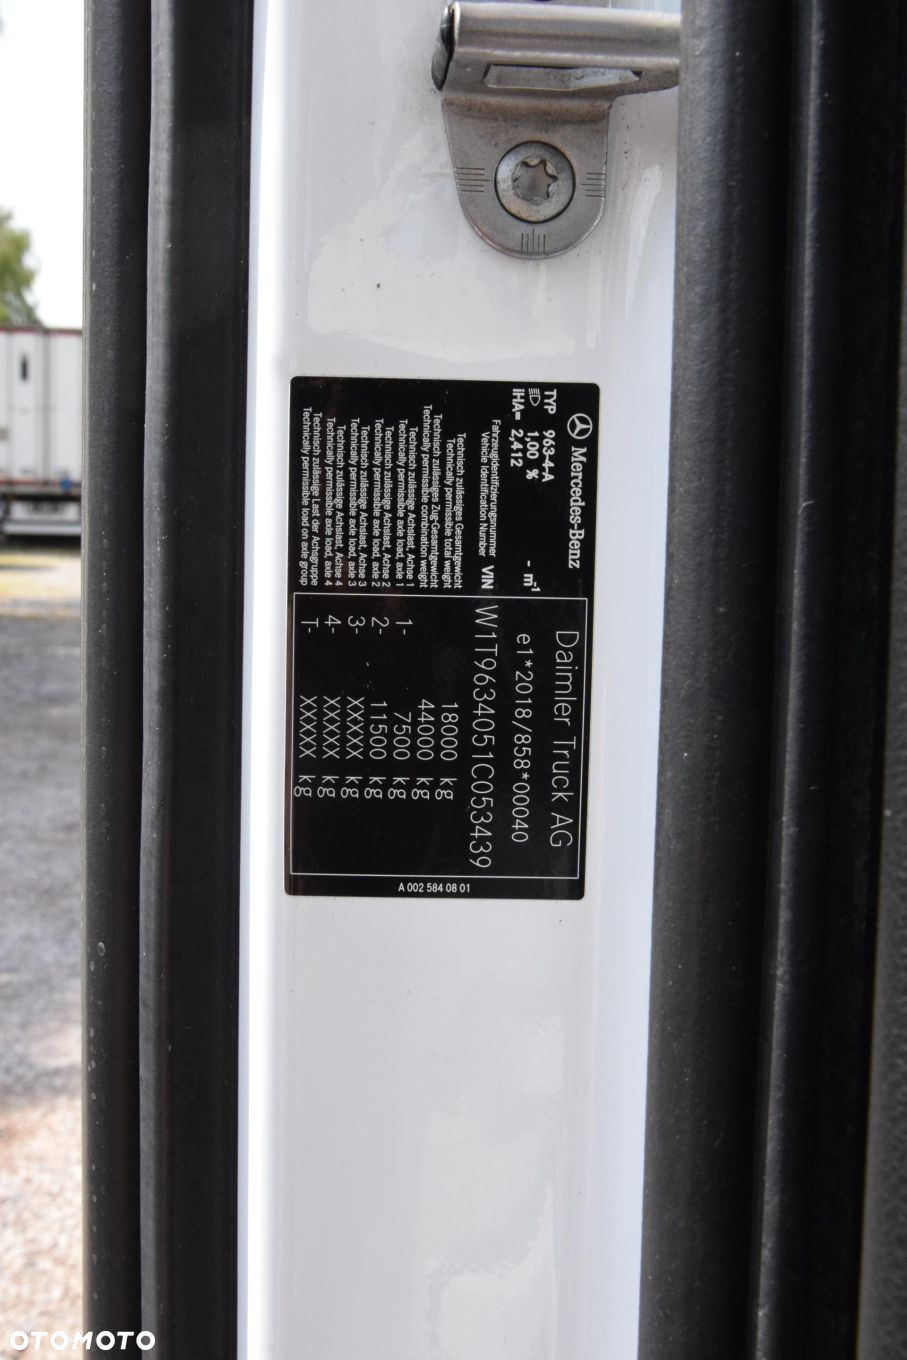 Mercedes-Benz
Daimler Truck AG
TYP 963-4-A
1,00 % - m-1
e1*2018/858*00040
iHA= 2,412
Fahrzeugidentifizierungsnummer
Vehicle Identification Number VIN W1T9634051C053439
Technisch zulässiges Gesamtgewicht
Technically permissible total weight 18000 kg
Technisch zulässiges Zug-Gesamtgewicht
Technically permissible combination weight 44000 kg
Technisch zulässige Achslast, Achse 1
Technically permissible axle load, axle 1 1- 7500 kg
Technisch zulässige Achslast, Achse 2
Technically permissible axle load, axle 2 2- 11500 kg
Technisch zulässige Achslast, Achse 3
Technically permissible axle load, axle 3 3- XXXXX kg
Technisch zulässige Achslast, Achse 4
Technically permissible axle load, axle 4 4- XXXXX kg
Technisch zulässige Last der Achsgruppe
Technically permissible load on axle group T- XXXXX kg
A 002 584 08 01
OTOMOTO